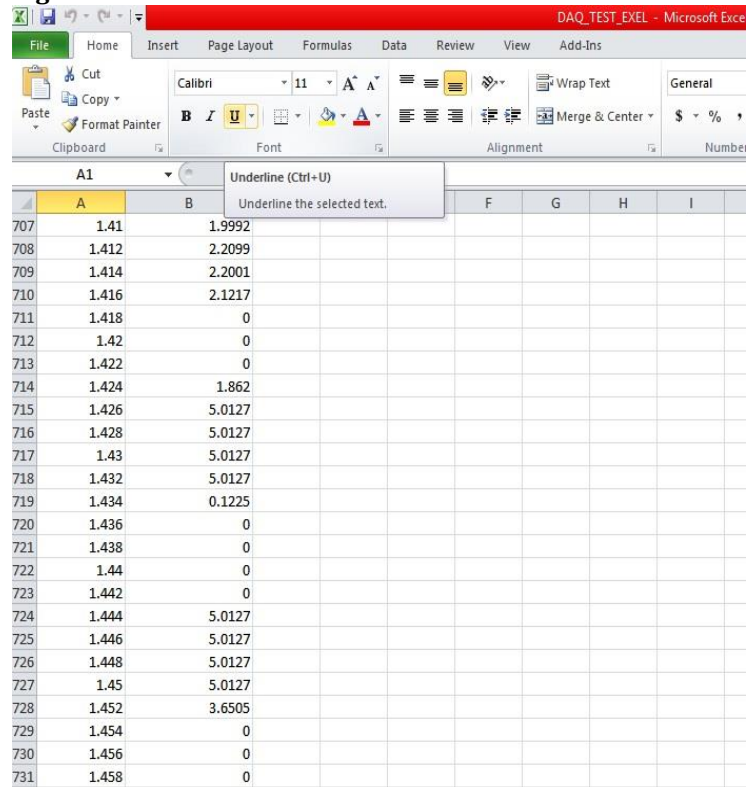 DAQ_TEST_EXEL - Microsoft Exce
File Home Insert Page Layout Formulas Data Review View Add-Ins
Paste
Cut
Copy
Format Painter
Clipboard
Calibri 11 A A
B I U A
Font
Wrap Text
Merge & Center
Alignment
General
$ % ,
Number
A1
Underline (Ctrl+U)
Underline the selected text.
A B F G H I
707 1.41 1.9992
708 1.412 2.2099
709 1.414 2.2001
710 1.416 2.1217
711 1.418 0
712 1.42 0
713 1.422 0
714 1.424 1.862
715 1.426 5.0127
716 1.428 5.0127
717 1.43 5.0127
718 1.432 5.0127
719 1.434 0.1225
720 1.436 0
721 1.438 0
722 1.44 0
723 1.442 0
724 1.444 5.0127
725 1.446 5.0127
726 1.448 5.0127
727 1.45 5.0127
728 1.452 3.6505
729 1.454 0
730 1.456 0
731 1.458 0